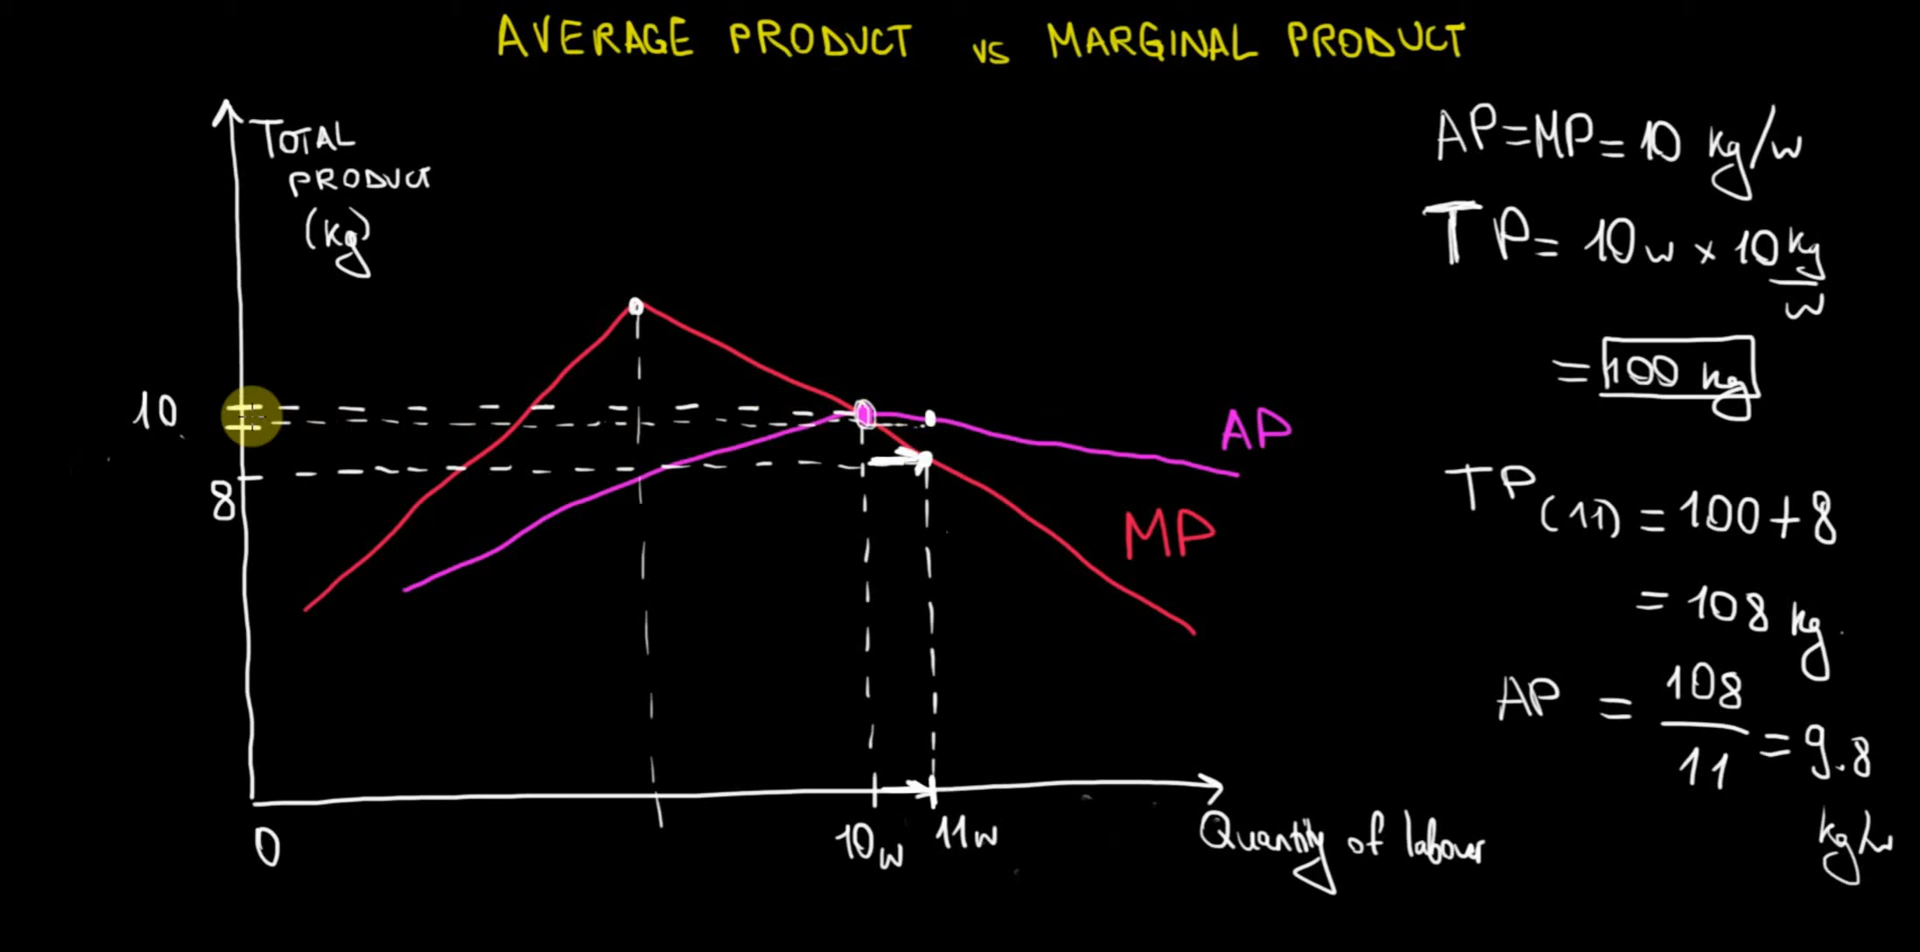 AVERAGE PRODUCT vs MARGINAL PRODUCT
TOTAL
PRODUCT
(kg)
10
8
0
10w
11w
Quantity of labour
AP
MP
AP=MP= 10 kg/w
TP= 10w × 10 kg/w
= 100 kg
TP(11) = 100+8
= 108 kg.
AP = 108/11 = 9.8
kg/w